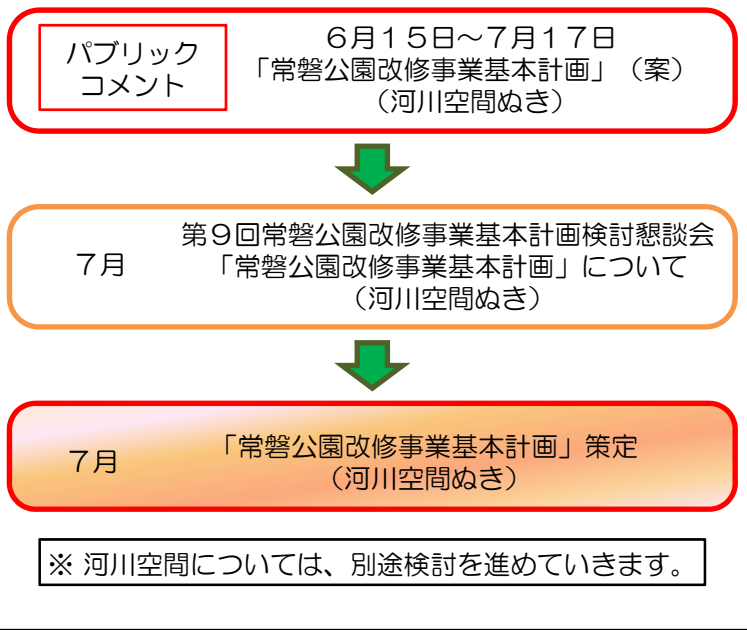 パブリック
コメント
６月１５日～７月１７日
「常磐公園改修事業基本計画」（案）
（河川空間ぬき）
７月
第９回常磐公園改修事業基本計画検討懇談会
「常磐公園改修事業基本計画」について
（河川空間ぬき）
７月
「常磐公園改修事業基本計画」策定
（河川空間ぬき）
※ 河川空間については、別途検討を進めていきます。